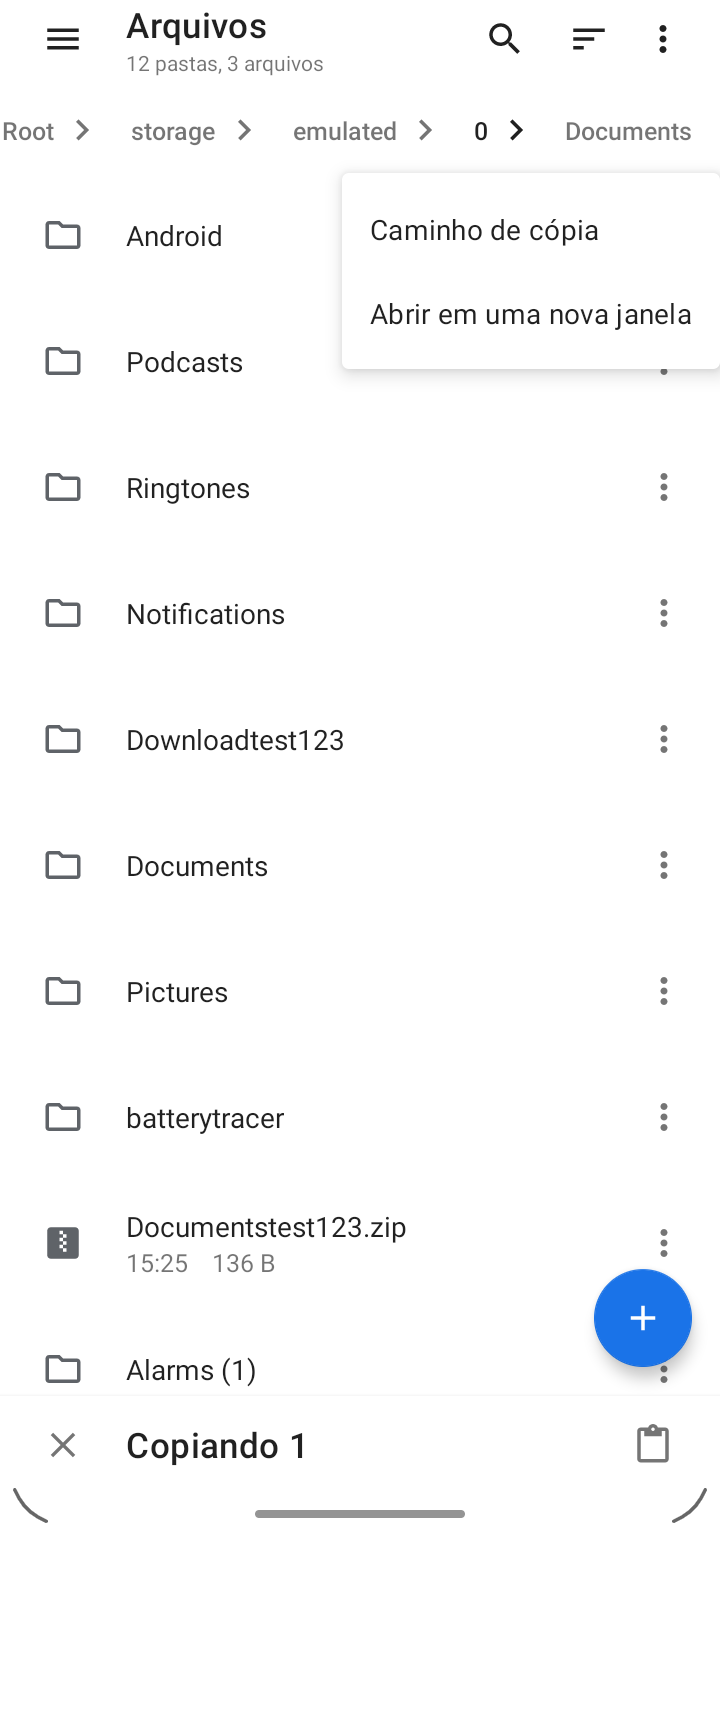 Arquivos
12 pastas, 3 arquivos
Root
storage
emulated
0
Documents
Caminho de cópia
Abrir em uma nova janela
Android
Podcasts
Ringtones
Notifications
Downloadtest123
Documents
Pictures
batterytracer
Documentstest123.zip
15:25 136 B
Alarms (1)
Copiando 1